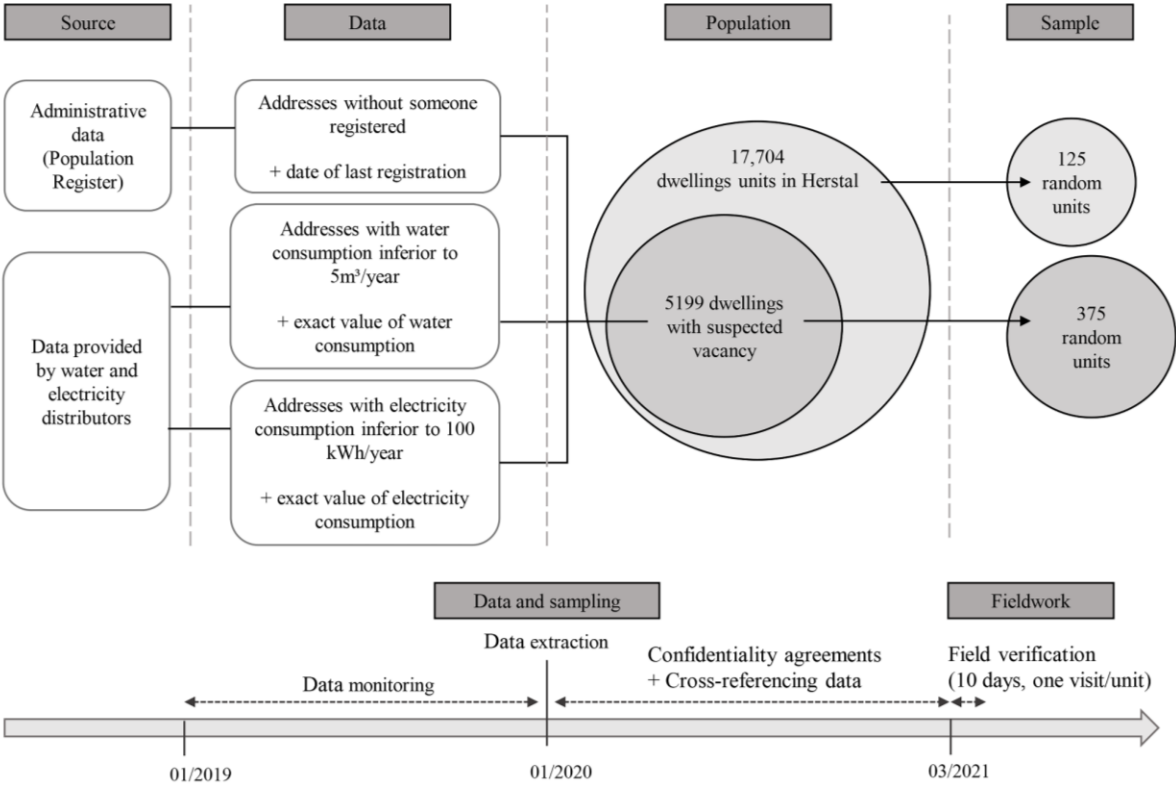 Source
Data
Population
Sample
Administrative
data
(Population
Register)
Data provided
by water and
electricity
distributors
Addresses without someone
registered
+ date of last registration
Addresses with water
consumption inferior to
5m³/year
+ exact value of water
consumption
Addresses with electricity
consumption inferior to 100
kWh/year
+ exact value of electricity
consumption
17,704
dwellings units in Herstal
5199 dwellings
with suspected
vacancy
125
random
units
375
random
units
Data and sampling
Fieldwork
Data extraction
Data monitoring
Confidentiality agreements
+ Cross-referencing data
Field verification
(10 days, one visit/unit)
01/2019
01/2020
03/2021